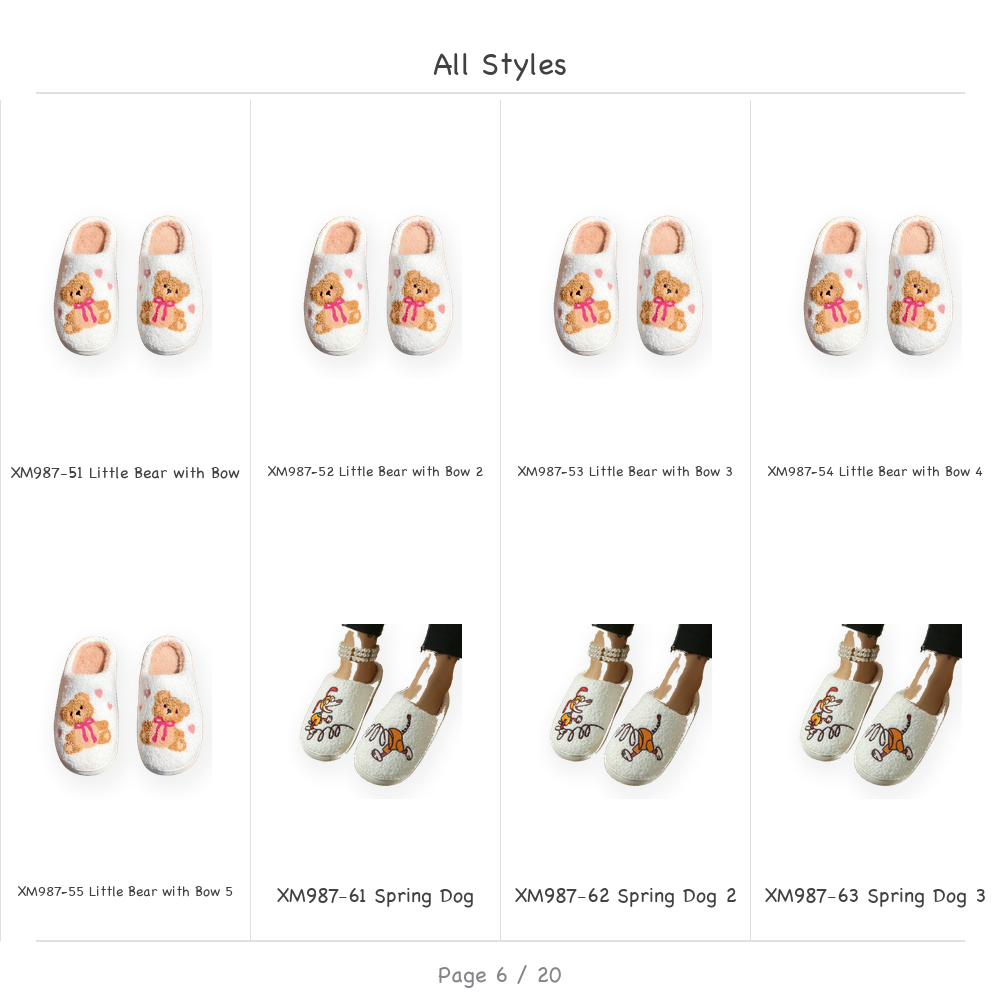 All Styles
XM987-51 Little Bear with Bow
XM987-52 Little Bear with Bow 2
XM987-53 Little Bear with Bow 3
XM987-54 Little Bear with Bow 4
XM987-55 Little Bear with Bow 5
XM987-61 Spring Dog
XM987-62 Spring Dog 2
XM987-63 Spring Dog 3
Page 6 / 20